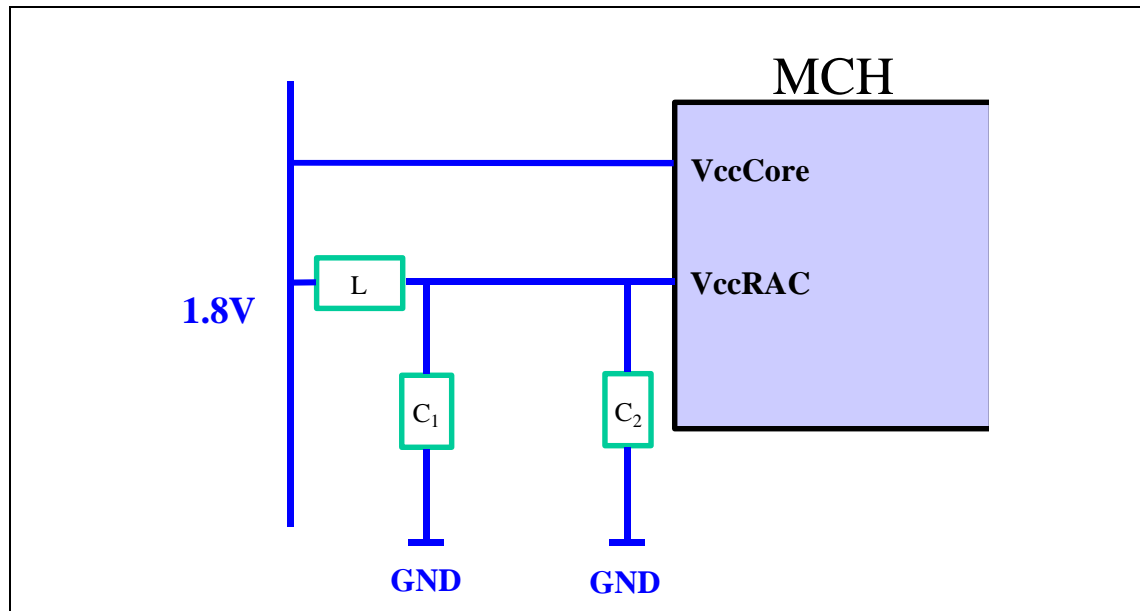 MCH
VccCore
L
VccRAC
1.8V
C₁
C₂
GND
GND